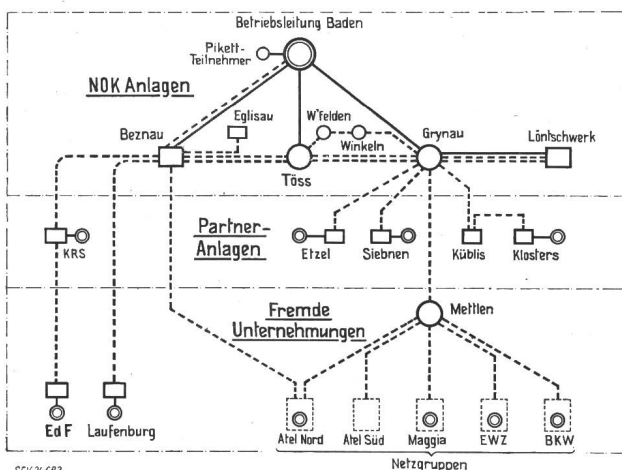 Betriebsleitung Baden
Pikett-
Teilnehmer
NOK Anlagen
Eglisau
W'felden
Beznau
Winkeln
Grynau
Löntschwerk
Töss
Partner-
Anlagen
KRS
Etzel
Siebnen
Küblis
Klosters
Fremde
Unternehmungen
Mettlen
Ed F
Laufenburg
Atel Nord
Atel Süd
Maggia
EWZ
BKW
Netzgruppen